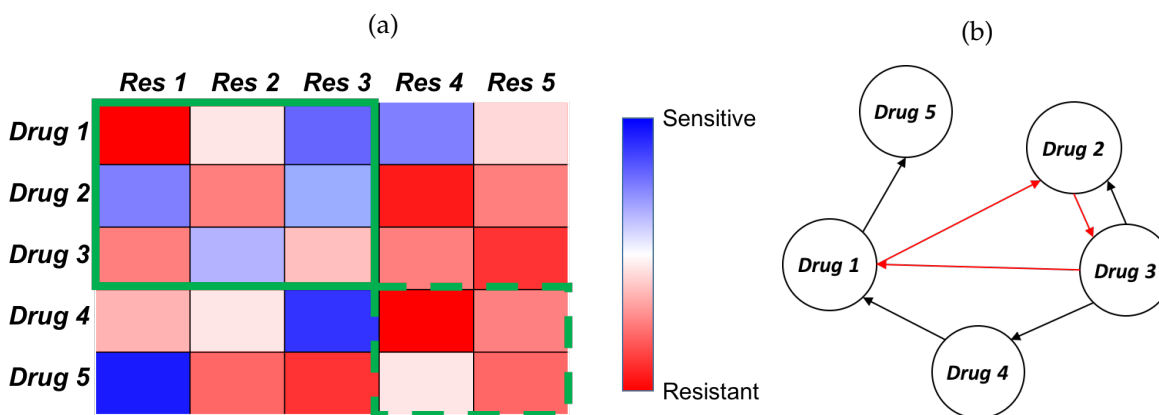 (a)
Res 1 Res 2 Res 3 Res 4 Res 5
Drug 1
Drug 2
Drug 3
Drug 4
Drug 5
Sensitive
Resistant
(b)
Drug 5
Drug 2
Drug 1
Drug 3
Drug 4